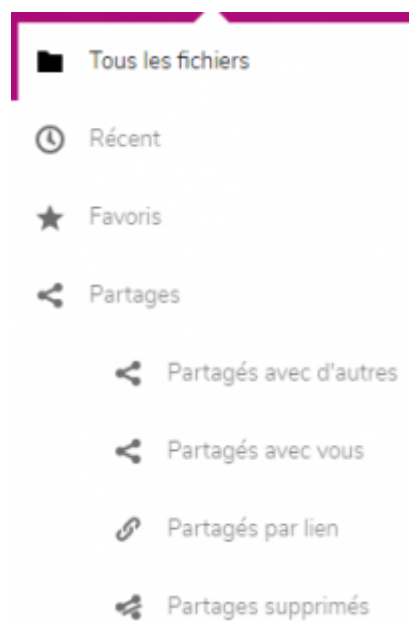 Tous les fichiers
Récent
Favoris
Partages
Partagés avec d'autres
Partagés avec vous
Partagés par lien
Partages supprimés